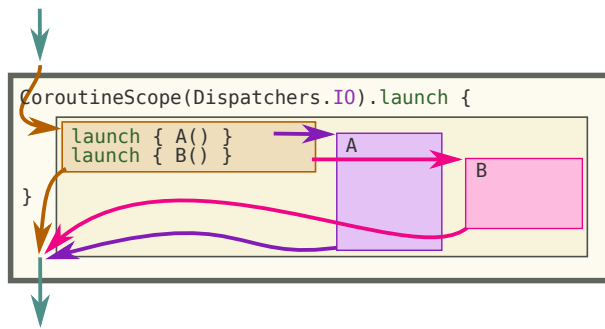 CoroutineScope(Dispatchers.IO).launch {
launch { A() }
launch { B() }
A
B
}